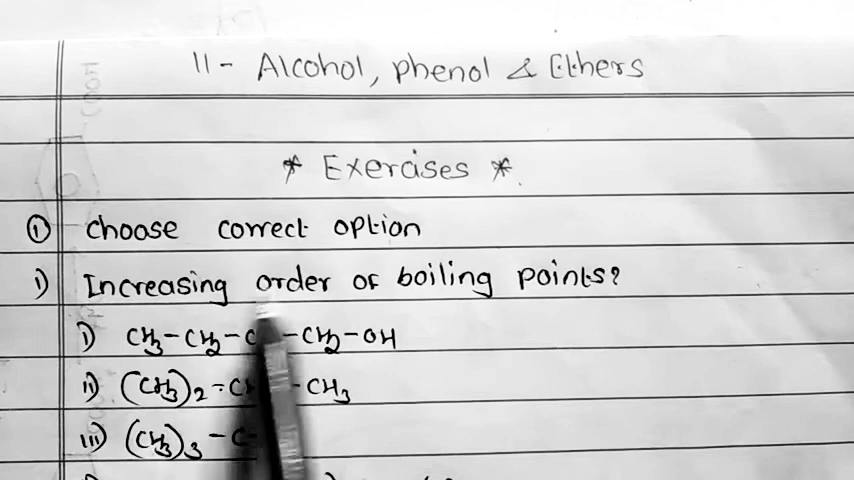 11- Alcohol, phenol & Ethers
* Exercises *
① choose correct option
1) Increasing order of boiling points?
i) CH3-CH2-C -CH2-OH
ii) (CH3)2-C -CH3
iii) (CH3)3-C